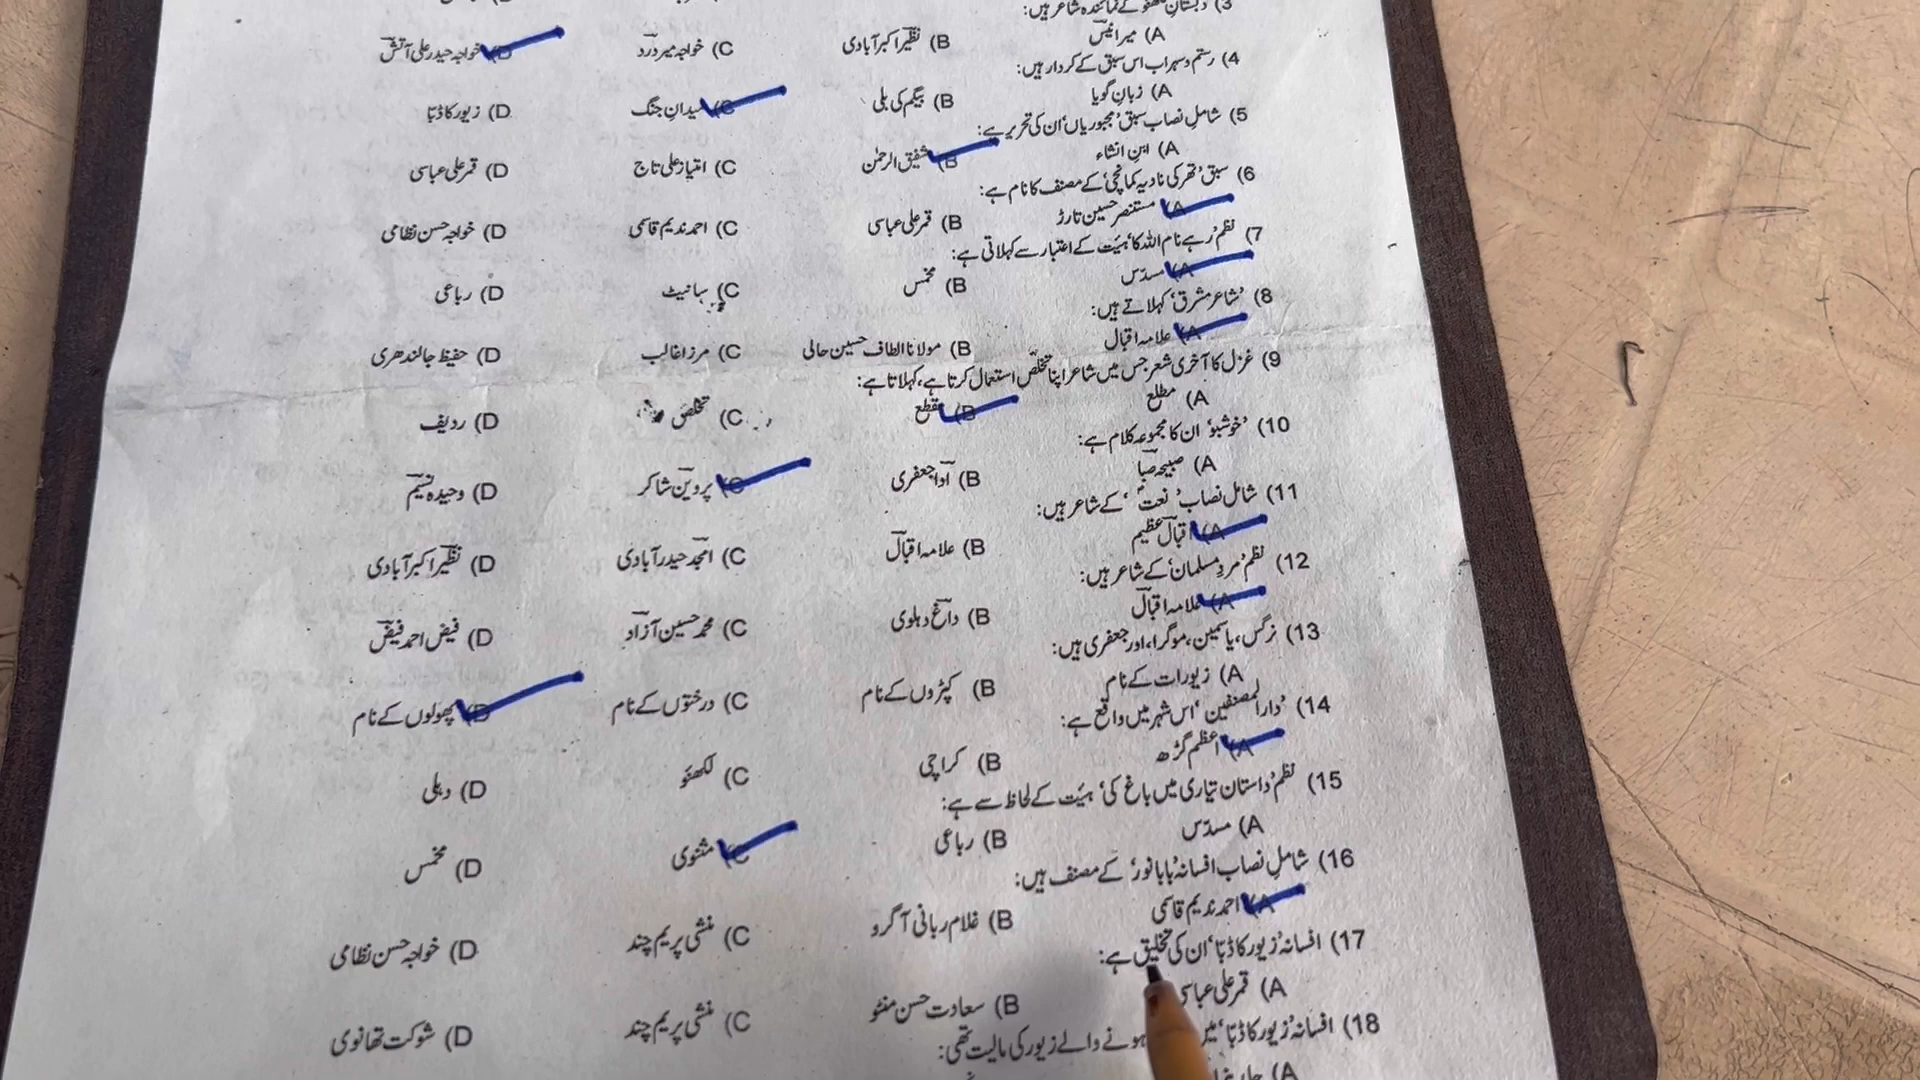 3) دبستانِ لکھنؤ کے نمائندہ شاعر ہیں:
A) میر انیسؔ B) نظیرؔ اکبر آبادی C) خواجہ میر دردؔ D) خواجہ حیدر علی آتشؔ
4) رستم و سہراب اس سبق کے کردار ہیں:
A) زبانِ گویا B) بیگم کی بلی C) میدانِ جنگ D) زیور کا ڈبّا
5) شاملِ نصاب سبق ’مجبوریاں‘ ان کی تحریر ہے:
A) ابنِ انشاء B) شفیق الرحمٰن C) امتیاز علی تاج D) قمر علی عباسی
6) سبق ’تھر کی نادیہ کمانچی‘ کے مصنف کا نام ہے:
A) مستنصر حسین تارڑ B) قمر علی عباسی C) احمد ندیم قاسمی D) خواجہ حسن نظامی
7) نظم ’رہے نام اللہ کا‘ ہیئت کے اعتبار سے کہلاتی ہے:
A) مسدّس B) مخمس C) سانیٹ D) رباعی
8) ’شاعرِ مشرق‘ کہلاتے ہیں:
A) علامہ اقبال B) مولانا الطاف حسین حالی C) مرزا غالب D) حفیظ جالندھری
9) غزل کا آخری شعر جس میں شاعر اپنا تخلّص استعمال کرتا ہے، کہلاتا ہے:
A) مطلع B) مقطع C) تخلص D) ردیف
10) ’خوشبو‘ ان کا مجموعہ کلام ہے:
A) صبیحہ صباؔ B) اداؔ جعفری C) پروینؔ شاکر D) وحیدہ نسیمؔ
11) شامل نصاب ’نعتؐ‘ کے شاعر ہیں:
A) اقبالؔ عظیم B) علامہ اقبالؔ C) امجدؔ حیدر آبادی D) نظیرؔ اکبر آبادی
12) نظم ’مردِ مسلمان‘ کے شاعر ہیں:
A) علامہ اقبالؔ B) داغؔ دہلوی C) محمد حسین آزادؔ D) فیض احمد فیضؔ
13) نرگس، یاسمین، موگرا، اور جعفری ہیں:
A) زیورات کے نام B) کپڑوں کے نام C) درختوں کے نام D) پھولوں کے نام
14) ’دارالمصنفین‘ اس شہر میں واقع ہے:
A) اعظم گڑھ B) کراچی C) لکھنؤ D) دہلی
15) نظم ’داستان تیاری میں باغ کی‘ ہیئت کے لحاظ سے ہے:
A) مسدّس B) رباعی C) مثنوی D) مخمس
16) شاملِ نصاب افسانہ ’بابا نور‘ کے مصنف ہیں:
A) احمد ندیم قاسمی B) غلام ربانی آگرو C) منشی پریم چند D) خواجہ حسن نظامی
17) افسانہ ’زیور کا ڈبّا‘ ان کی تخلیق ہے:
A) قمر علی عباسی B) سعادت حسن منٹو C) منشی پریم چند D) شوکت تھانوی
18) افسانہ ’زیور کا ڈبّا‘ میں ہونے والے زیور کی مالیت تھی:
A)